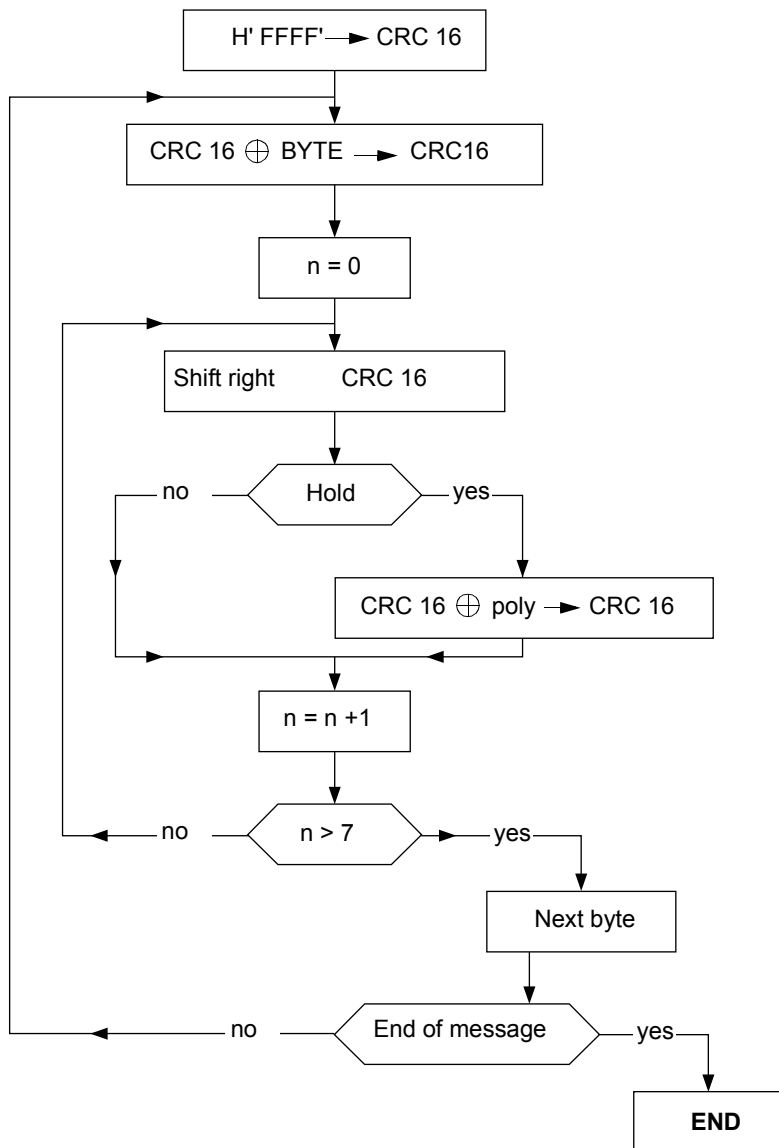 H' FFFF' → CRC 16
CRC 16 ⊕ BYTE → CRC16
n = 0
Shift right CRC 16
no
Hold
yes
CRC 16 ⊕ poly → CRC 16
n = n +1
no
n > 7
yes
Next byte
no
End of message
yes
END